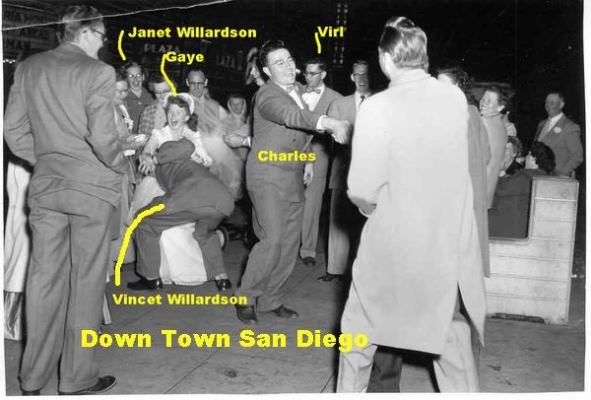 Janet Willardson
Virl
PLAZA
Gaye
Charles
Vincet Willardson
Down Town San Diego